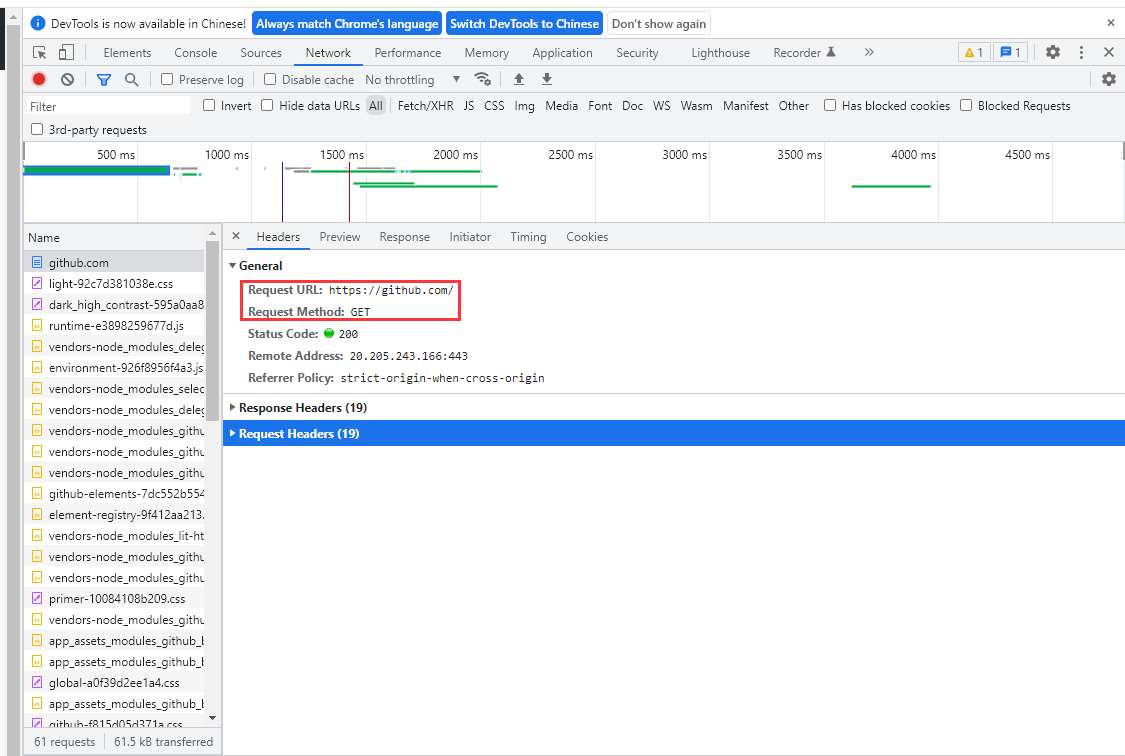 DevTools is now available in Chinese! Always match Chrome's language Switch DevTools to Chinese Don't show again
Elements Console Sources Network Performance Memory Application Security Lighthouse Recorder 1 1
Preserve log Disable cache No throttling
Filter Invert Hide data URLs All Fetch/XHR JS CSS Img Media Font Doc WS Wasm Manifest Other Has blocked cookies Blocked Requests
3rd-party requests
500 ms 1000 ms 1500 ms 2000 ms 2500 ms 3000 ms 3500 ms 4000 ms 4500 ms
Name
Headers Preview Response Initiator Timing Cookies
github.com
light-92c7d381038e.css
dark_high_contrast-595a0aa8
runtime-e3898259677d.js
vendors-node_modules_deleg
environment-926f8956f4a3.js
vendors-node_modules_selec
vendors-node_modules_deleg
vendors-node_modules_githu
vendors-node_modules_githu
vendors-node_modules_githu
github-elements-7dc552b554
element-registry-9f412aa213.
vendors-node_modules_lit-ht
vendors-node_modules_githu
vendors-node_modules_githu
primer-10084108b209.css
vendors-node_modules_githu
app_assets_modules_github_b
app_assets_modules_github_b
global-a0f39d2ee1a4.css
app_assets_modules_github_b
github-f815d05d371a.css
61 requests 61.5 kB transferred
General
Request URL: https://github.com/
Request Method: GET
Status Code: 200
Remote Address: 20.205.243.166:443
Referrer Policy: strict-origin-when-cross-origin
Response Headers (19)
Request Headers (19)